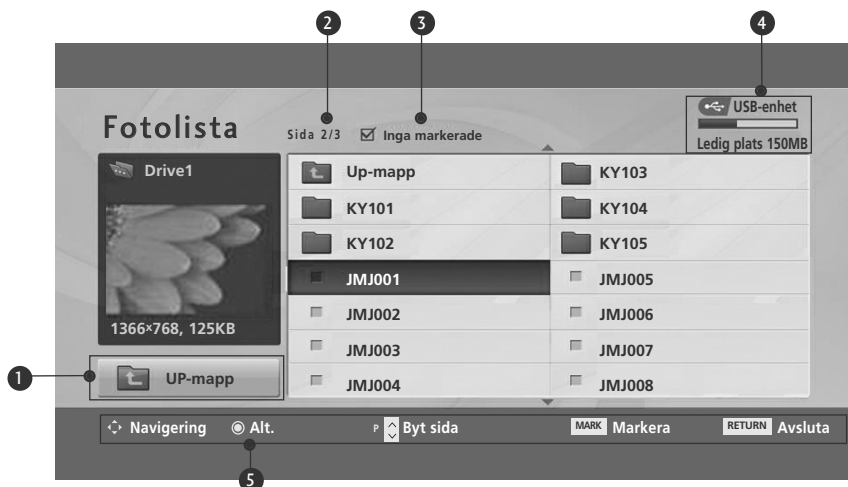 2 3 4
USB-enhet
Fotolista
Sida 2/3 Inga markerade
Ledig plats 150MB
Drive1
Up-mapp KY103
KY101 KY104
KY102 KY105
JMJ001 JMJ005
JMJ002 JMJ006
1366×768, 125KB
JMJ003 JMJ007
1 UP-mapp
JMJ004 JMJ008
Navigering Alt. P Byt sida MARK Markera RETURN Avsluta
5